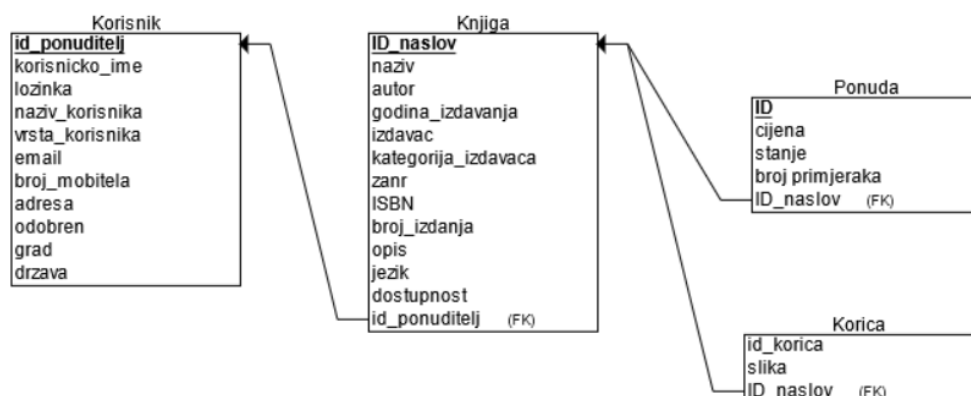 Korisnik
id_ponuditelj
korisnicko_ime
lozinka
naziv_korisnika
vrsta_korisnika
email
broj_mobitela
adresa
odobren
grad
drzava
Knjiga
ID_naslov
naziv
autor
godina_izdavanja
izdavac
kategorija_izdavaca
zanr
ISBN
broj_izdanja
opis
jezik
dostupnost
id_ponuditelj (FK)
Ponuda
ID
cijena
stanje
broj primjeraka
ID_naslov (FK)
Korica
id_korica
slika
ID_naslov (FK)